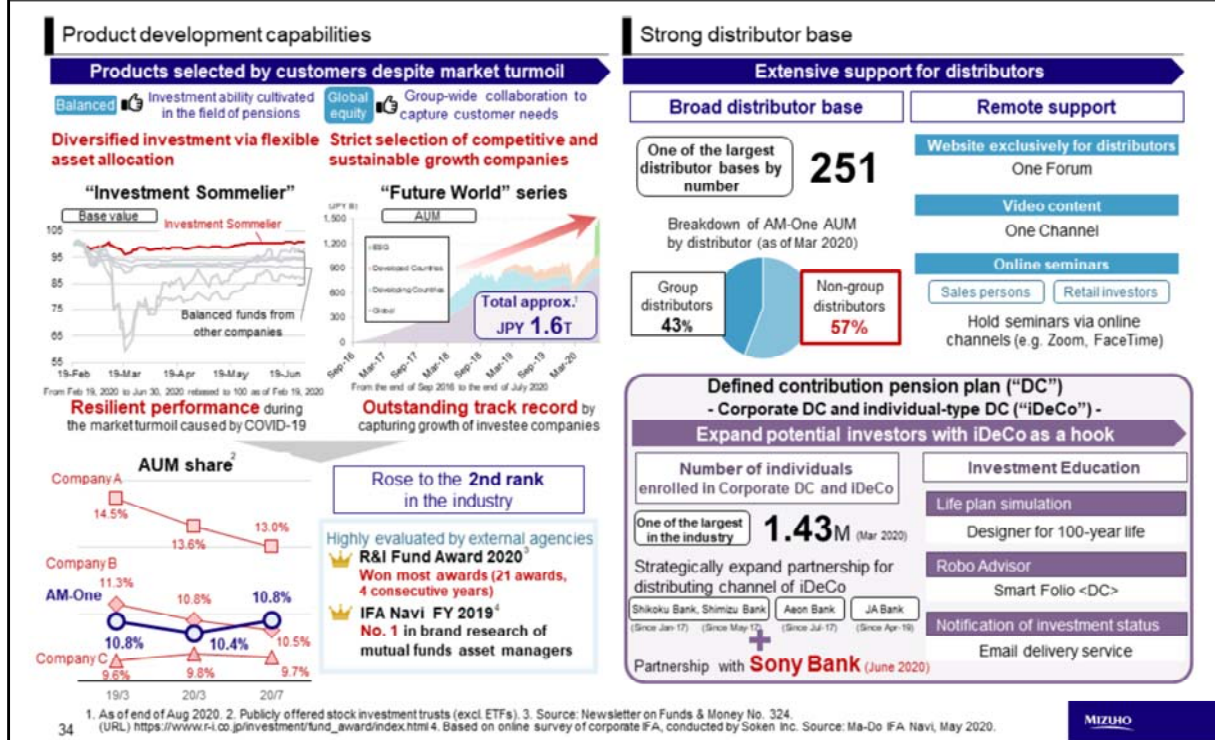 Product development capabilities
Products selected by customers despite market turmoil
Balanced
Investment ability cultivated
in the field of pensions
Global
equity
Group-wide collaboration to
capture customer needs
Diversified investment via flexible
asset allocation
Strict selection of competitive and
sustainable growth companies
"Investment Sommelier"
Base value
Investment Sommelier
105
95
85
75
65
55
Balanced funds from
other companies
19-Feb 19-Mar 19-Apr 19-May 19-Jun
From Feb 19, 2020 to Jun 30, 2020 rebased to 100 as of Feb 19, 2020
"Future World" series
(JPY B)
AUM
1,500
1,200
900
600
300
0
ESG
Developed Countries
Developing Countries
Global
Total approx.1
JPY 1.6T
Sep-16 Mar-17 Sep-17 Mar-18 Sep-18 Mar-19 Sep-19 Mar-20
From the end of Sep 2016 to the end of July 2020
Resilient performance during
the market turmoil caused by COVID-19
Outstanding track record by
capturing growth of investee companies
AUM share2
Company A
14.5%
13.6%
13.0%
Company B
11.3%
10.8%
10.5%
AM-One
10.8%
10.4%
10.8%
Company C
9.6%
9.8%
9.7%
19/3 20/3 20/7
Rose to the 2nd rank
in the industry
Highly evaluated by external agencies
R&I Fund Award 20203
Won most awards (21 awards,
4 consecutive years)
IFA Navi FY 20194
No. 1 in brand research of
mutual funds asset managers
Strong distributor base
Extensive support for distributors
Broad distributor base
One of the largest
distributor bases by
number
251
Breakdown of AM-One AUM
by distributor (as of Mar 2020)
Group
distributors
43%
Non-group
distributors
57%
Remote support
Website exclusively for distributors
One Forum
Video content
One Channel
Online seminars
Sales persons
Retail investors
Hold seminars via online
channels (e.g. Zoom, FaceTime)
Defined contribution pension plan ("DC")
- Corporate DC and individual-type DC ("iDeCo") -
Expand potential investors with iDeCo as a hook
Number of individuals
enrolled in Corporate DC and iDeCo
One of the largest
in the industry
1.43M (Mar 2020)
Strategically expand partnership for
distributing channel of iDeCo
Shikoku Bank, Shimizu Bank
Aeon Bank
JA Bank
(Since Jan-17) (Since May-17) (Since Jul-17) (Since Apr-19)
Partnership with Sony Bank (June 2020)
Investment Education
Life plan simulation
Designer for 100-year life
Robo Advisor
Smart Folio <DC>
Notification of investment status
Email delivery service
1. As of end of Aug 2020. 2. Publicly offered stock investment trusts (excl. ETFs). 3. Source: Newsletter on Funds & Money No. 324.
(URL) https://www.r-i.co.jp/investment/fund_award/index.html 4. Based on online survey of corporate IFA, conducted by Soken Inc. Source: Ma-Do IFA Navi, May 2020.
34
MIZUHO